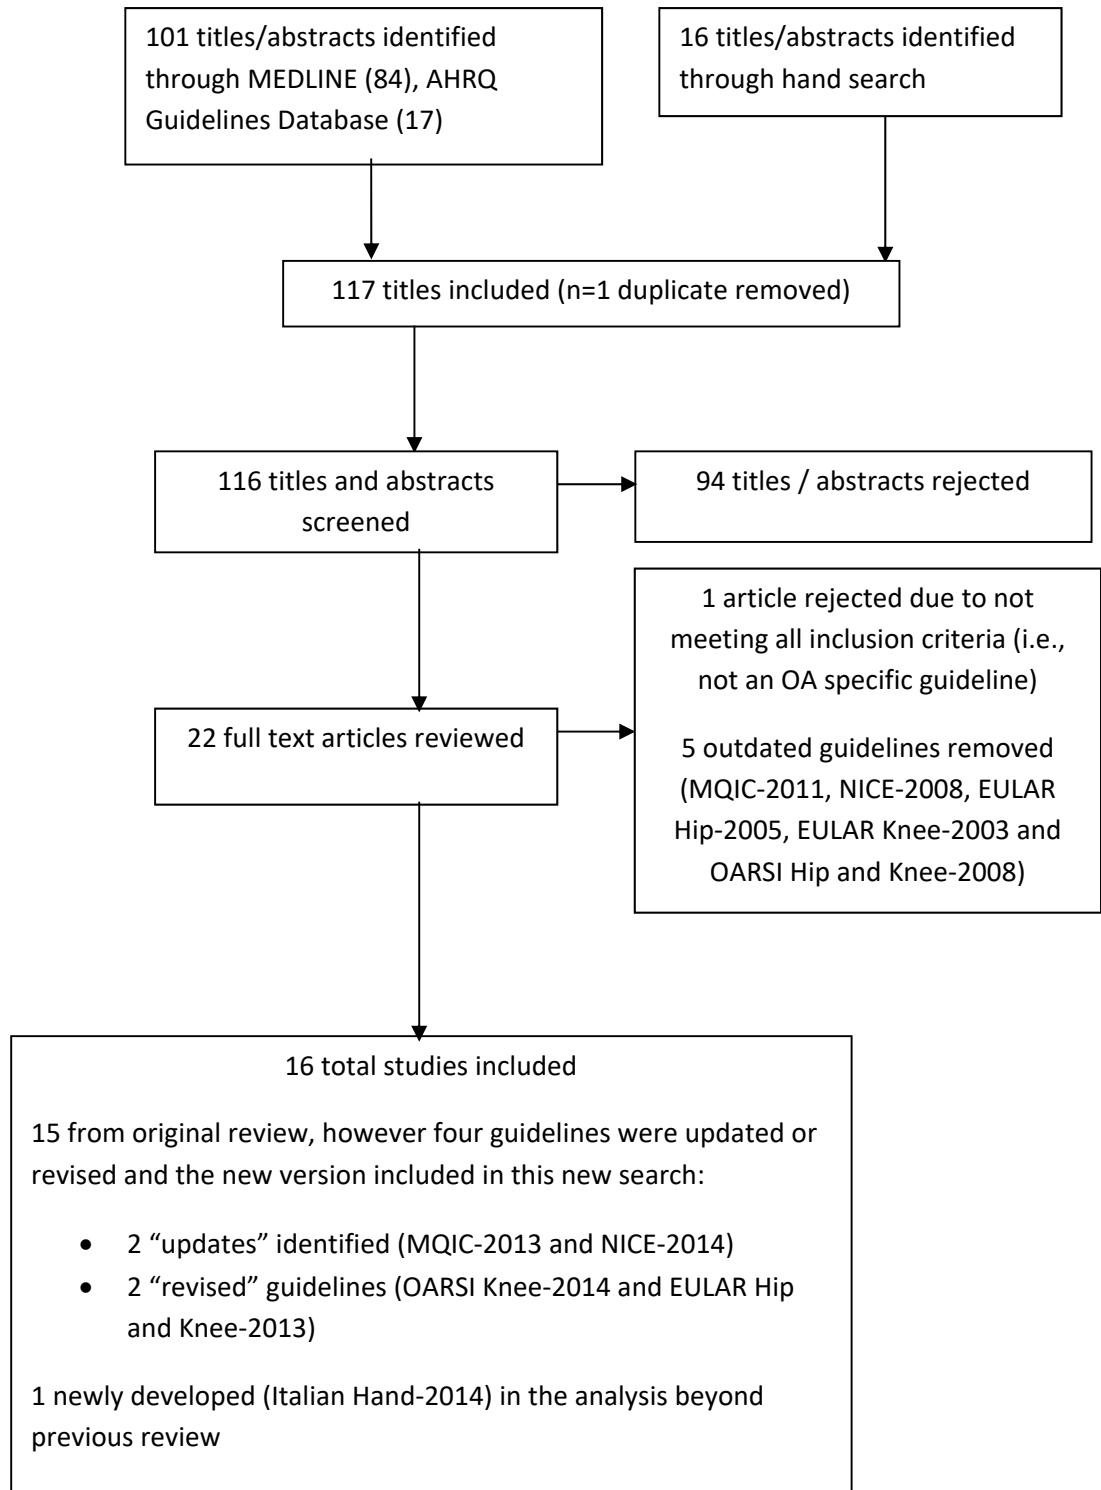 101 titles/abstracts identified
through MEDLINE (84), AHRQ
Guidelines Database (17)
16 titles/abstracts identified
through hand search
117 titles included (n=1 duplicate removed)
116 titles and abstracts
screened
94 titles / abstracts rejected
1 article rejected due to not
meeting all inclusion criteria (i.e.,
not an OA specific guideline)
5 outdated guidelines removed
(MQIC-2011, NICE-2008, EULAR
Hip-2005, EULAR Knee-2003 and
OARSI Hip and Knee-2008)
22 full text articles reviewed
16 total studies included
15 from original review, however four guidelines were updated or
revised and the new version included in this new search:
• 2 “updates” identified (MQIC-2013 and NICE-2014)
• 2 “revised” guidelines (OARSI Knee-2014 and EULAR Hip
and Knee-2013)
1 newly developed (Italian Hand-2014) in the analysis beyond
previous review